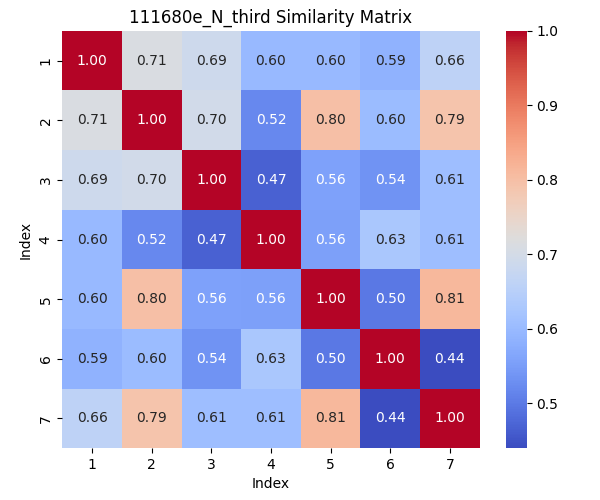 111680e_N_third Similarity Matrix
1 1.00 0.71 0.69 0.60 0.60 0.59 0.66
2 0.71 1.00 0.70 0.52 0.80 0.60 0.79
3 0.69 0.70 1.00 0.47 0.56 0.54 0.61
4 0.60 0.52 0.47 1.00 0.56 0.63 0.61
5 0.60 0.80 0.56 0.56 1.00 0.50 0.81
6 0.59 0.60 0.54 0.63 0.50 1.00 0.44
7 0.66 0.79 0.61 0.61 0.81 0.44 1.00
1 2 3 4 5 6 7
Index
Index
1.0
0.9
0.8
0.7
0.6
0.5